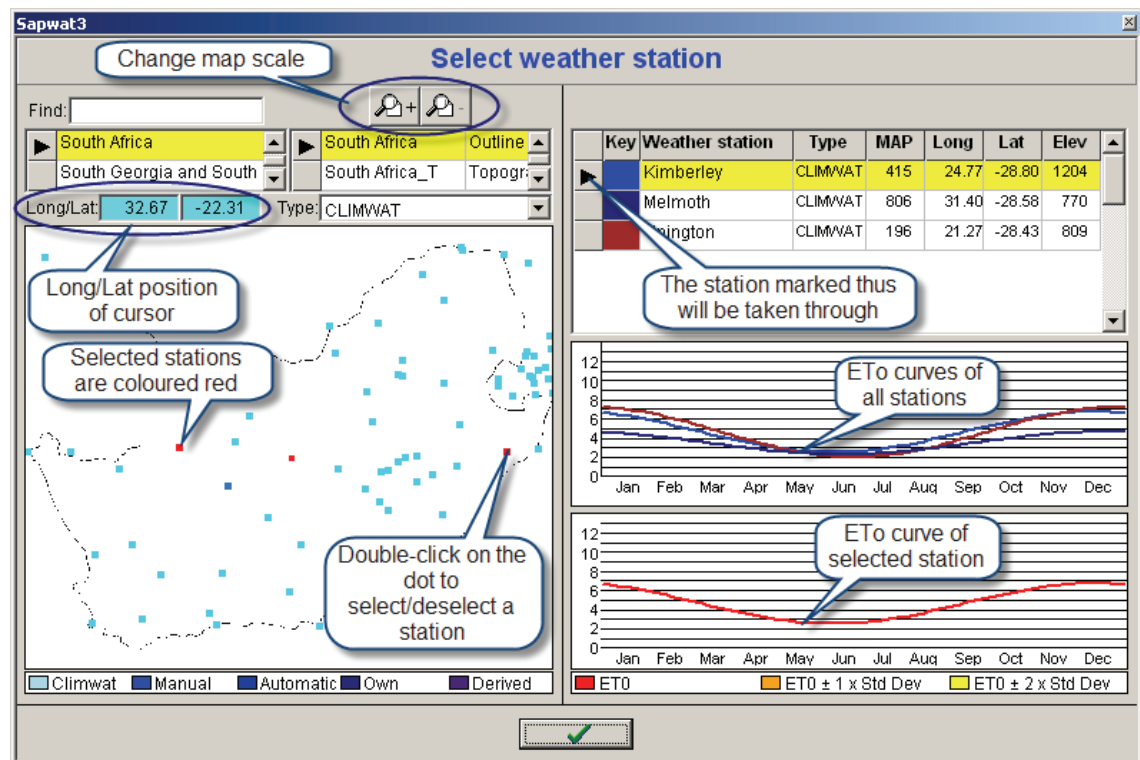 Sapwat3
Select weather station
Change map scale
Find:
+ -
South Africa
South Georgia and South
South Africa Outline
South Africa_T Topogra
Long/Lat: 32.67 -22.31 Type: CLIMWAT
Long/Lat position
of cursor
Selected stations
are coloured red
Double-click on the
dot to
select/deselect a
station
Climwat Manual Automatic Own Derived
Key Weather station Type MAP Long Lat Elev
Kimberley CLIMWAT 415 24.77 -28.80 1204
Melmoth CLIMWAT 806 31.40 -28.58 770
pington CLIMWAT 196 21.27 -28.43 809
The station marked thus
will be taken through
ETo curves of
all stations
12
10
8
6
4
2
0
Jan Feb Mar Apr May Jun Jul Aug Sep Oct Nov Dec
ETo curve of
selected station
12
10
8
6
4
2
0
Jan Feb Mar Apr May Jun Jul Aug Sep Oct Nov Dec
ET0 ET0 ± 1 x Std Dev ET0 ± 2 x Std Dev